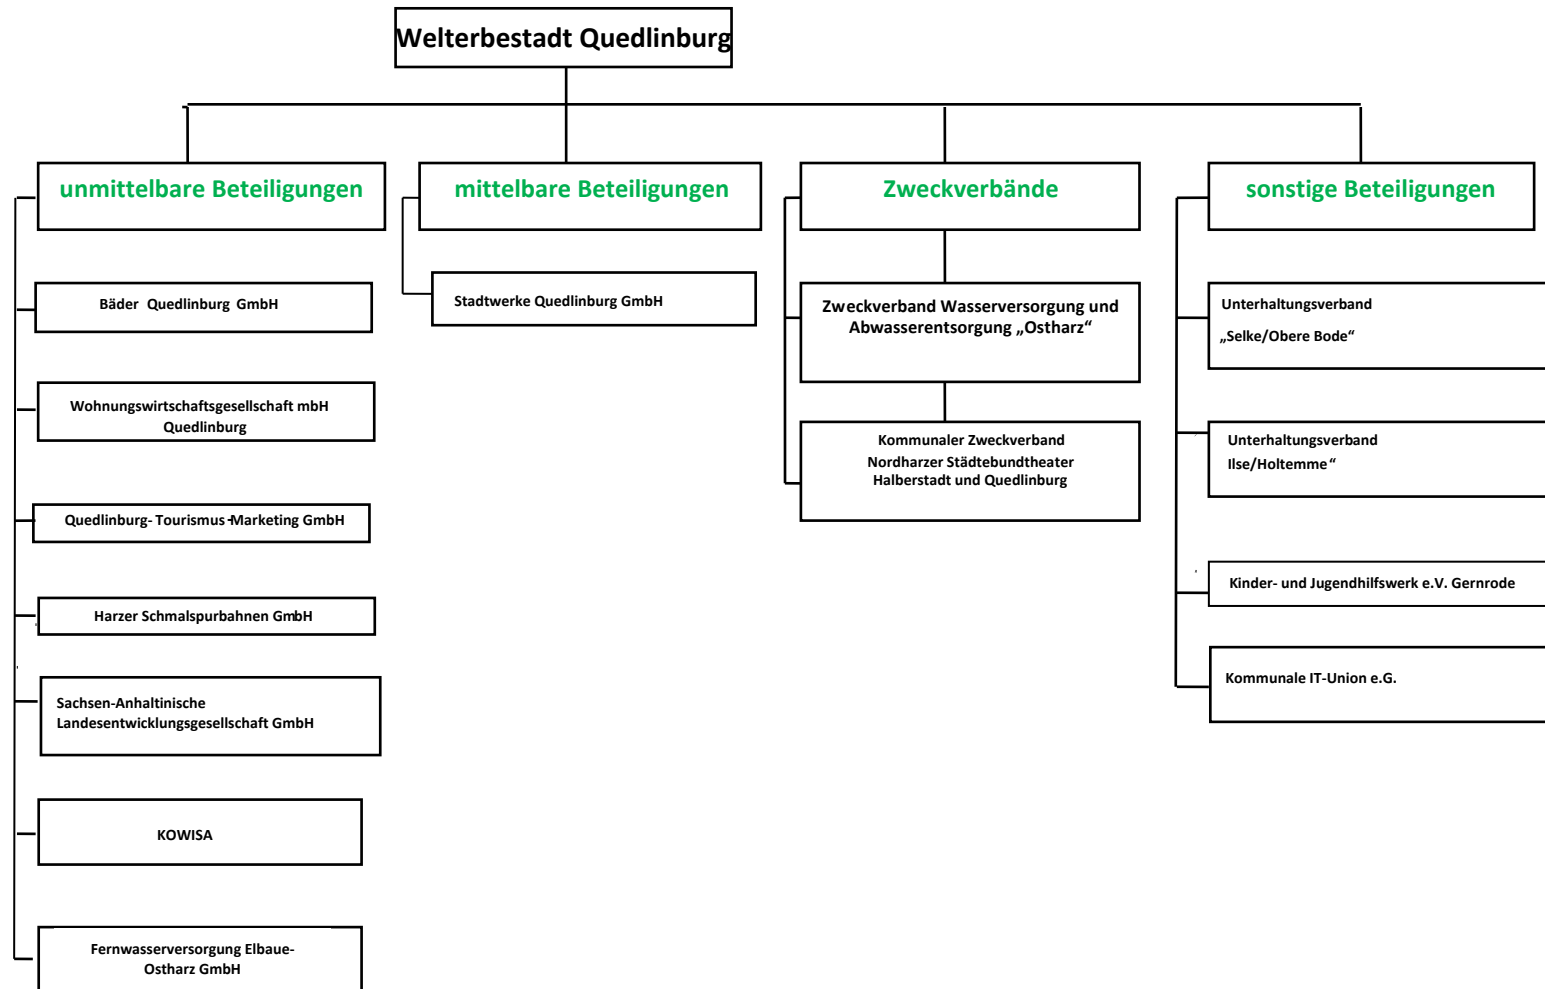 Welterbestadt Quedlinburg
unmittelbare Beteiligungen
Bäder Quedlinburg GmbH
Wohnungswirtschaftsgesellschaft mbH
Quedlinburg
Quedlinburg- Tourismus-Marketing GmbH
Harzer Schmalspurbahnen GmbH
Sachsen-Anhaltinische
Landesentwicklungsgesellschaft GmbH
KOWISA
Fernwasserversorgung Elbaue-
Ostharz GmbH
mittelbare Beteiligungen
Stadtwerke Quedlinburg GmbH
Zweckverbände
Zweckverband Wasserversorgung und
Abwasserentsorgung „Ostharz“
Kommunaler Zweckverband
Nordharzer Städtebundtheater
Halberstadt und Quedlinburg
sonstige Beteiligungen
Unterhaltungsverband
„Selke/Obere Bode“
Unterhaltungsverband
Ilse/Holtemme“
Kinder- und Jugendhilfswerk e.V. Gernrode
Kommunale IT-Union e.G.